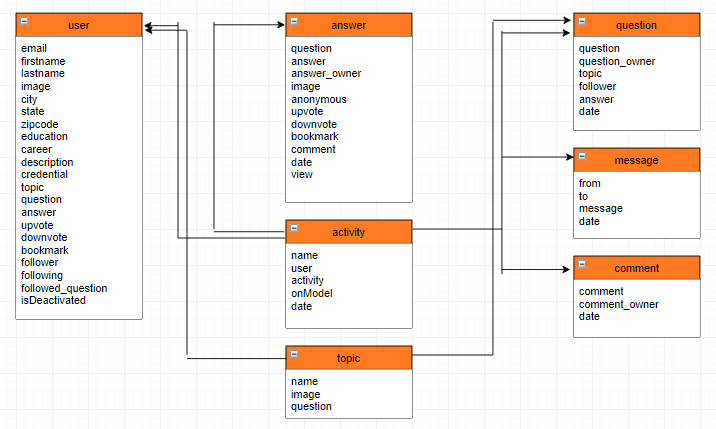 user
email
firstname
lastname
image
city
state
zipcode
education
career
description
credential
topic
question
answer
upvote
downvote
bookmark
follower
following
followed_question
isDeactivated
answer
question
answer
answer_owner
image
anonymous
upvote
downvote
bookmark
comment
date
view
activity
name
user
activity
onModel
date
topic
name
image
question
question
question
question_owner
topic
follower
answer
date
message
from
to
message
date
comment
comment
comment_owner
date